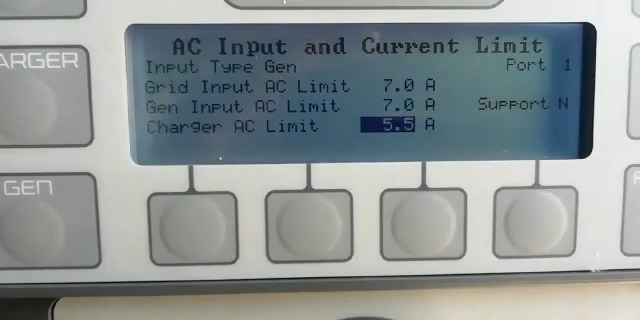 AC Input and Current Limit
Input Type Gen Port 1
Grid Input AC Limit 7.0 A
Gen Input AC Limit 7.0 A Support N
Charger AC Limit 5.5 A
ARGER
GEN